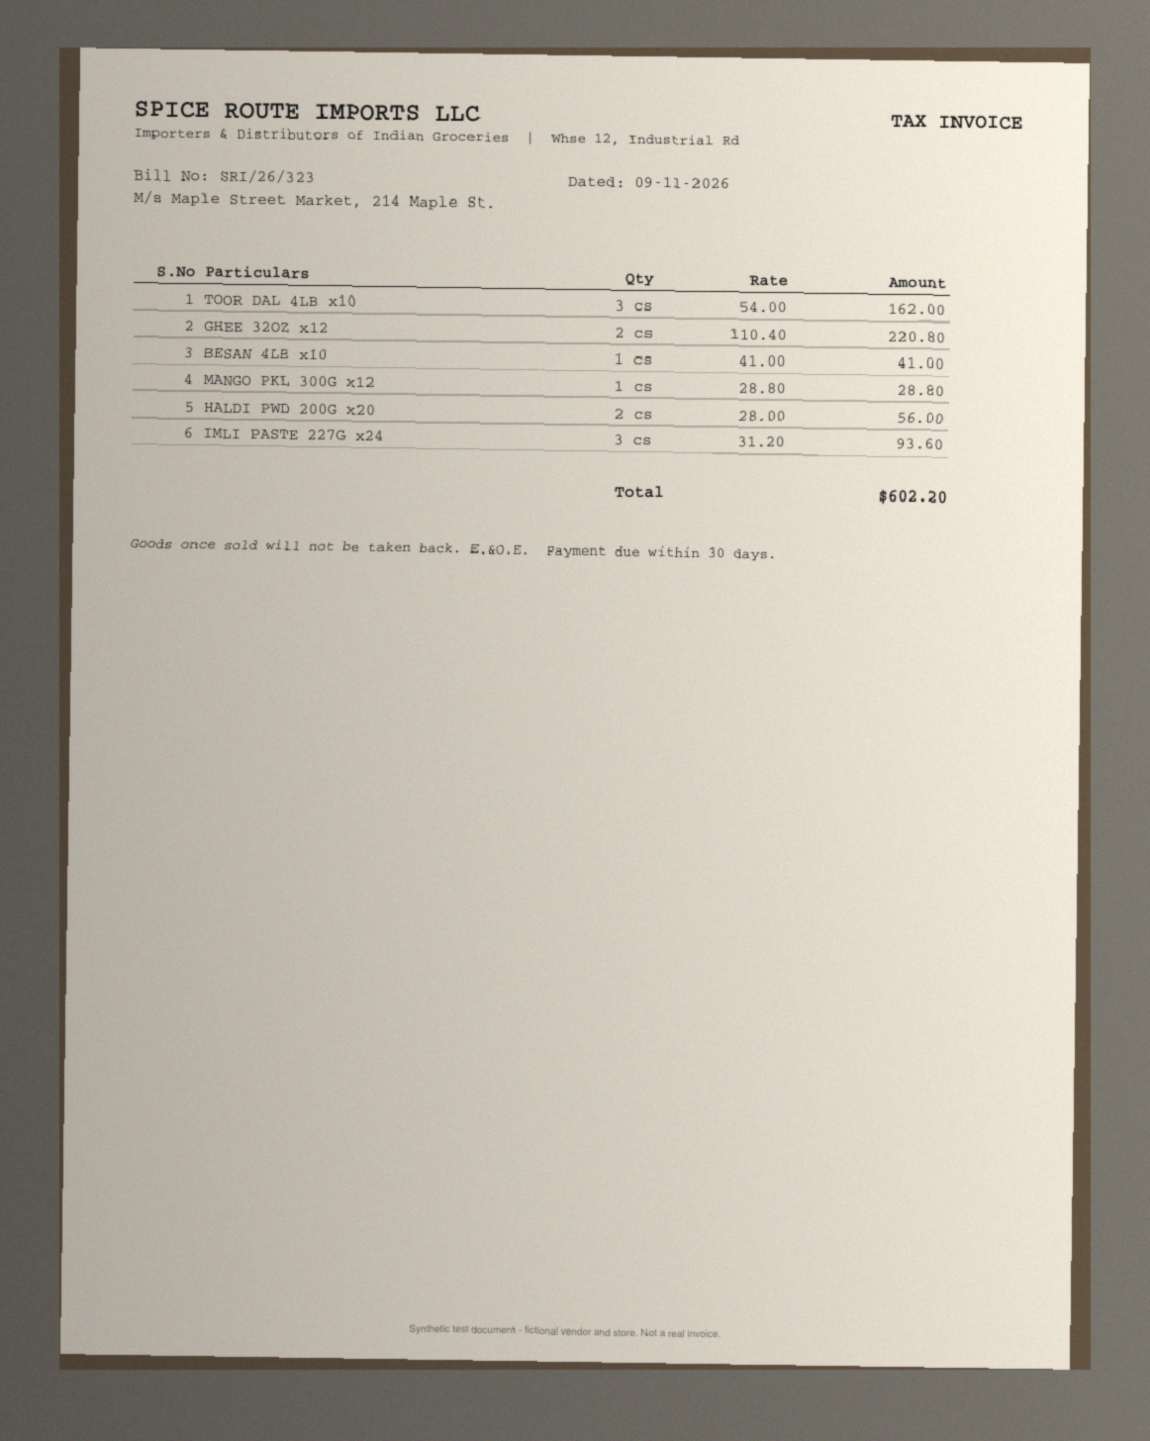 SPICE ROUTE IMPORTS LLC
TAX INVOICE
Importers & Distributors of Indian Groceries | Whse 12, Industrial Rd
Bill No: SRI/26/323 Dated: 09-11-2026
M/s Maple Street Market, 214 Maple St.
S.No Particulars Qty Rate Amount
1 TOOR DAL 4LB x10 3 cs 54.00 162.00
2 GHEE 32OZ x12 2 cs 110.40 220.80
3 BESAN 4LB x10 1 cs 41.00 41.00
4 MANGO PKL 300G x12 1 cs 28.80 28.80
5 HALDI PWD 200G x20 2 cs 28.00 56.00
6 IMLI PASTE 227G x24 3 cs 31.20 93.60
Total $602.20
Goods once sold will not be taken back. E.&O.E. Payment due within 30 days.
Synthetic test document - fictional vendor and store. Not a real invoice.